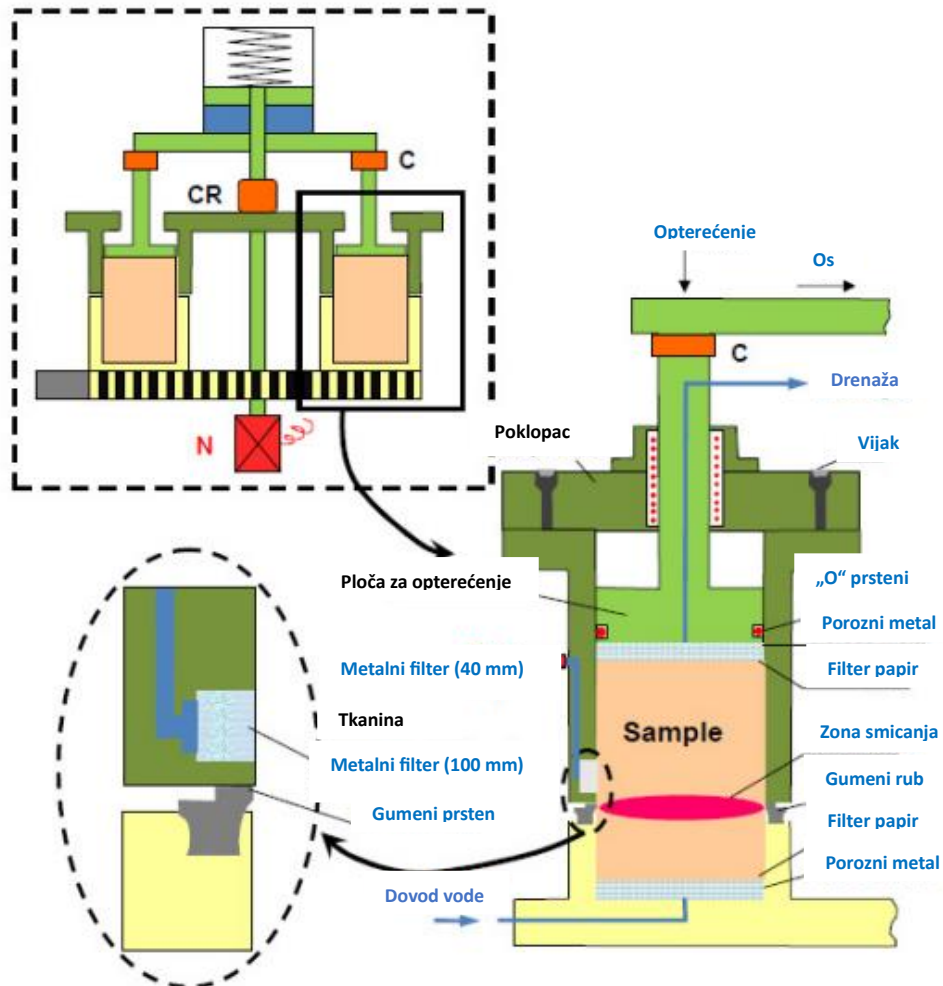 C
CR
N
Opterećenje
Os
C
Drenaža
Poklopac
Vijak
Ploča za opterećenje
„O“ prsteni
Porozni metal
Metalni filter (40 mm)
Filter papir
Tkanina
Sample
Zona smicanja
Metalni filter (100 mm)
Gumeni rub
Gumeni prsten
Filter papir
Porozni metal
Dovod vode